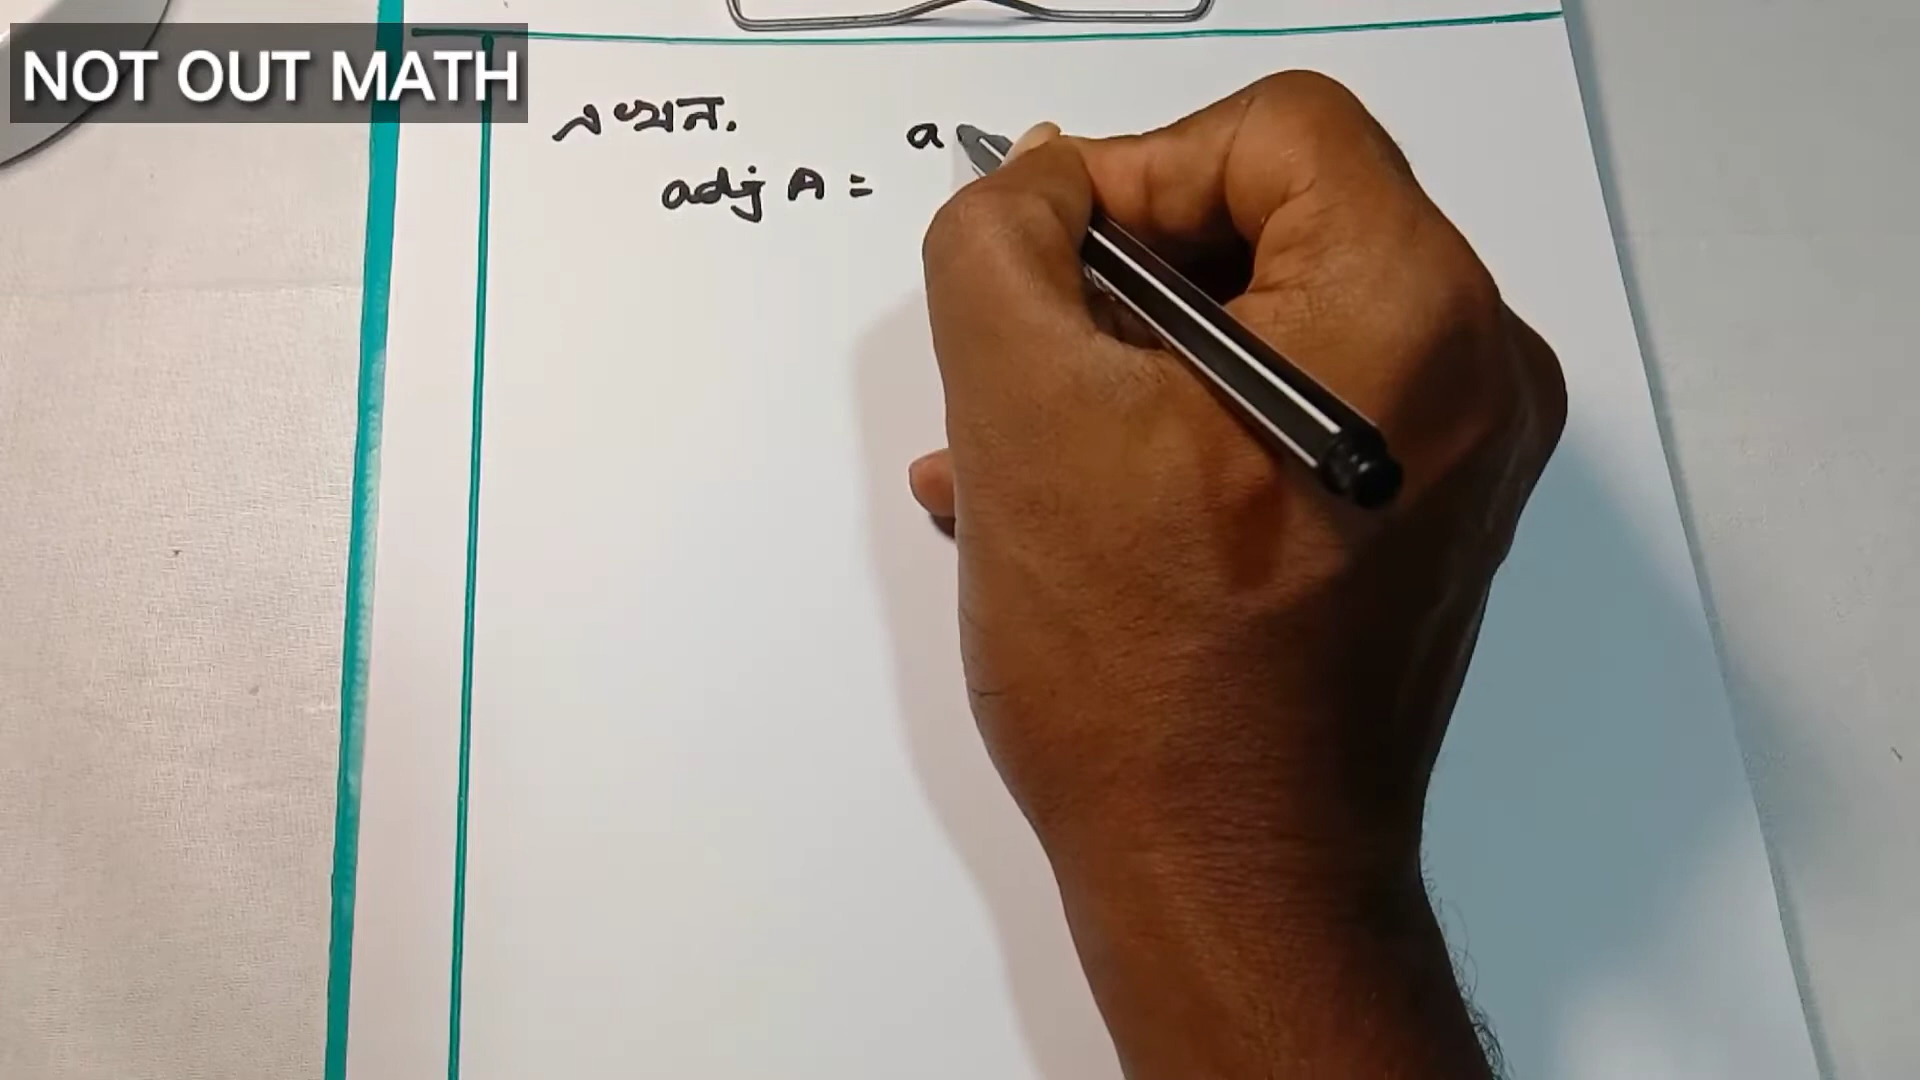 NOT OUT MATH
এখন.
a
adj A =